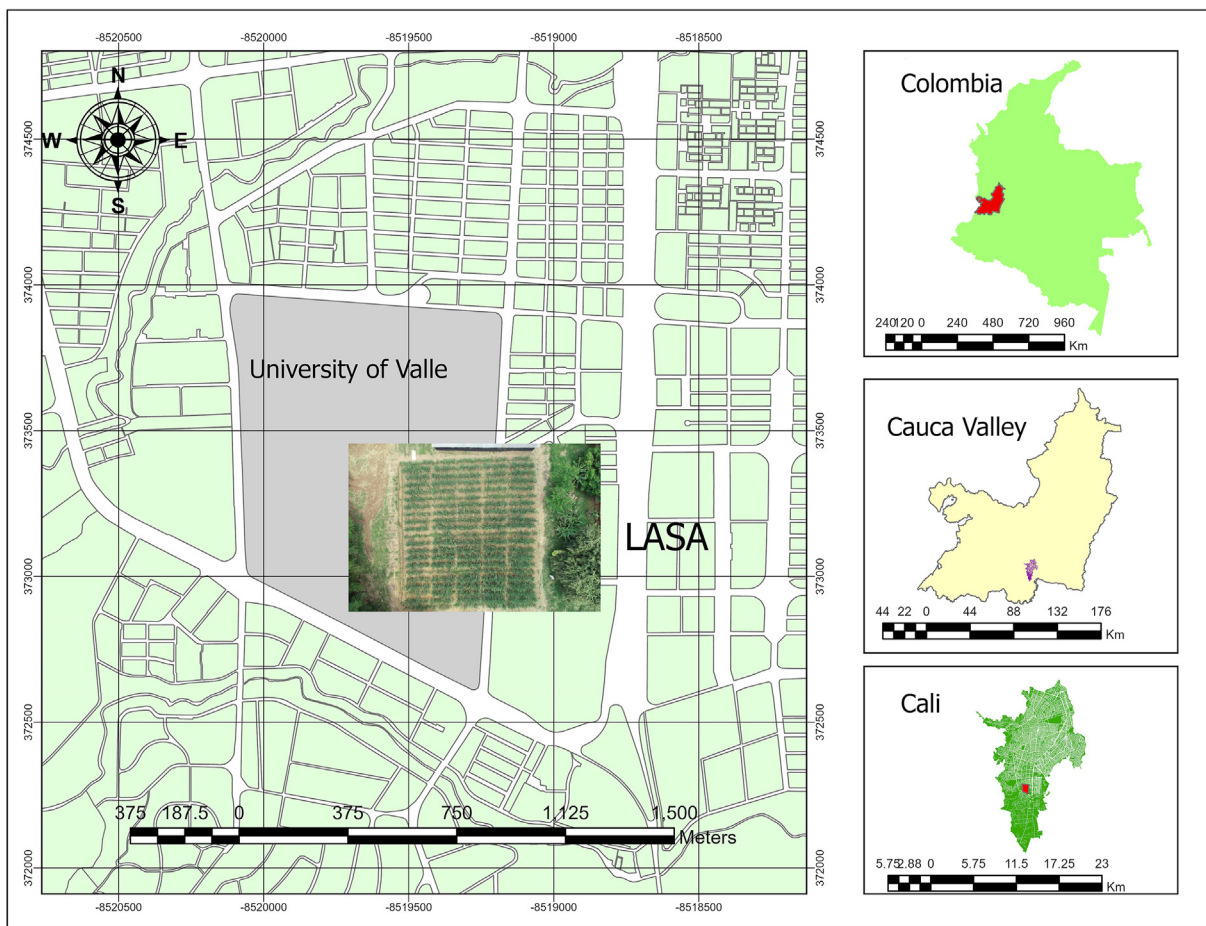 -8520500 -8520000 -8519500 -8519000 -8518500
N
W E
S
374500 374500
374000 374000
University of Valle
373500 373500
LASA
373000 373000
372500 372500
375 187.5 0 375 750 1,125 1,500
Meters
372000 372000
-8520500 -8520000 -8519500 -8519000 -8518500
Colombia
240 120 0 240 480 720 960
Km
Cauca Valley
44 22 0 44 88 132 176
Km
Cali
5.75 2.88 0 5.75 11.5 17.25 23
Km